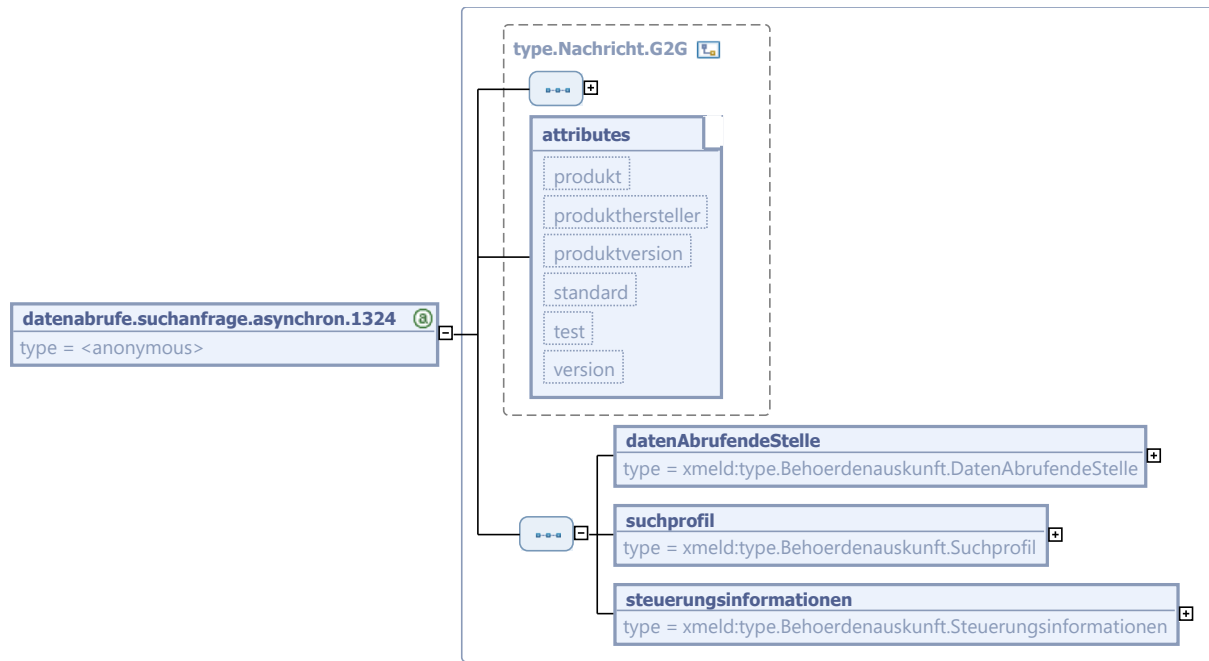 type.Nachricht.G2G
attributes
produkt
produkthersteller
produktversion
standard
test
version
datenabrufe.suchanfrage.asynchron.1324 a
type = <anonymous>
datenAbrufendeStelle
type = xmeld:type.Behoerdenauskunft.DatenAbrufendeStelle
suchprofil
type = xmeld:type.Behoerdenauskunft.Suchprofil
steuerungsinformationen
type = xmeld:type.Behoerdenauskunft.Steuerungsinformationen